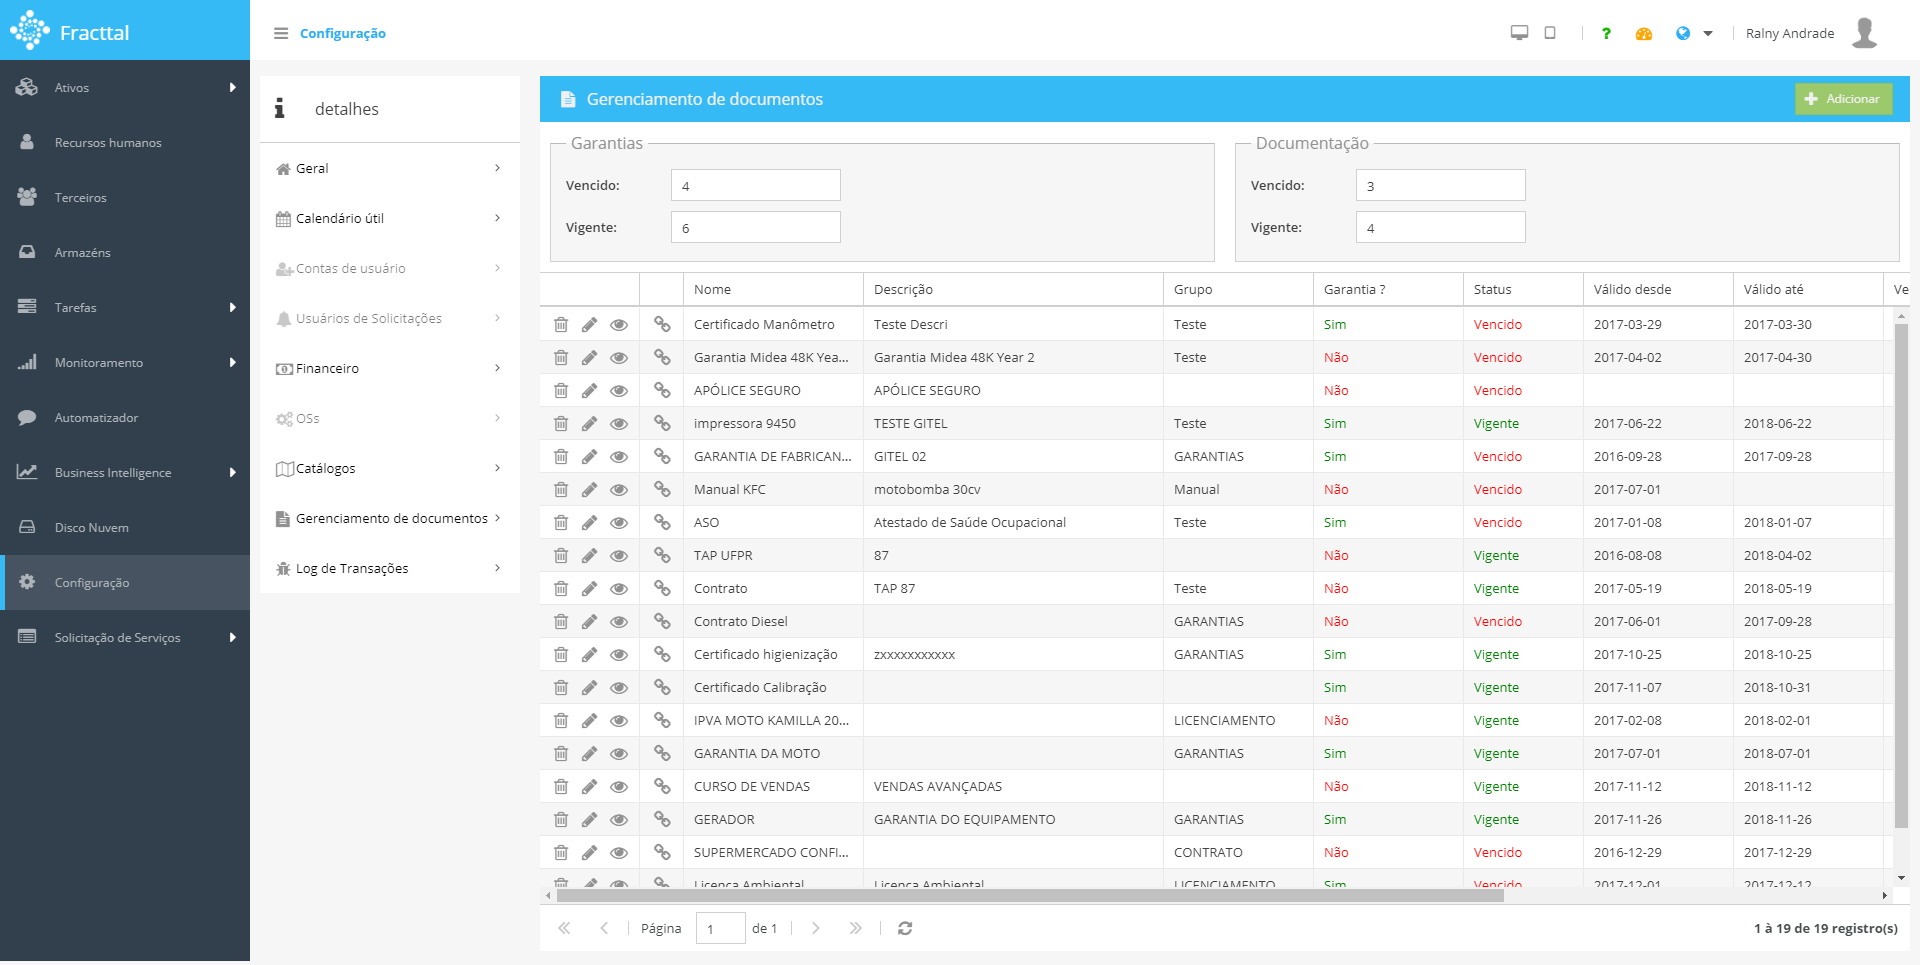 Fracttal
Configuração
?
Ralny Andrade
Ativos
Recursos humanos
Terceiros
Armazéns
Tarefas
Monitoramento
Automatizador
Business Intelligence
Disco Nuvem
Configuração
Solicitação de Serviços
detalhes
Geral
Calendário útil
Contas de usuário
Usuários de Solicitações
Financeiro
OSs
Catálogos
Gerenciamento de documentos
Log de Transações
Gerenciamento de documentos
Adicionar
Garantias
Vencido: 4
Vigente: 6
Documentação
Vencido: 3
Vigente: 4
Nome Descrição Grupo Garantia ? Status Válido desde Válido até Ve
Certificado Manômetro Teste Descri Teste Sim Vencido 2017-03-29 2017-03-30
Garantia Midea 48K Yea... Garantia Midea 48K Year 2 Teste Não Vencido 2017-04-02 2017-04-30
APÓLICE SEGURO APÓLICE SEGURO Não Vencido
impressora 9450 TESTE GITEL Teste Sim Vigente 2017-06-22 2018-06-22
GARANTIA DE FABRICAN... GITEL 02 GARANTIAS Sim Vencido 2016-09-28 2017-09-28
Manual KFC motobomba 30cv Manual Não Vencido 2017-07-01
ASO Atestado de Saúde Ocupacional Teste Sim Vencido 2017-01-08 2018-01-07
TAP UFPR 87 Não Vigente 2016-08-08 2018-04-02
Contrato TAP 87 Teste Não Vigente 2017-05-19 2018-05-19
Contrato Diesel GARANTIAS Não Vencido 2017-06-01 2017-09-28
Certificado higienização zxxxxxxxxxxx GARANTIAS Sim Vigente 2017-10-25 2018-10-25
Certificado Calibração Sim Vigente 2017-11-07 2018-10-31
IPVA MOTO KAMILLA 20... LICENCIAMENTO Não Vigente 2017-02-08 2018-02-01
GARANTIA DA MOTO GARANTIAS Sim Vigente 2017-07-01 2018-07-01
CURSO DE VENDAS VENDAS AVANÇADAS Não Vigente 2017-11-12 2018-11-12
GERADOR GARANTIA DO EQUIPAMENTO GARANTIAS Sim Vigente 2017-11-26 2018-11-26
SUPERMERCADO CONFI... CONTRATO Não Vencido 2016-12-29 2017-12-29
Licença Ambiental Licença Ambiental LICENCIAMENTO Sim Vencido 2017-12-01 2017-12-12
Página 1 de 1
1 à 19 de 19 registro(s)